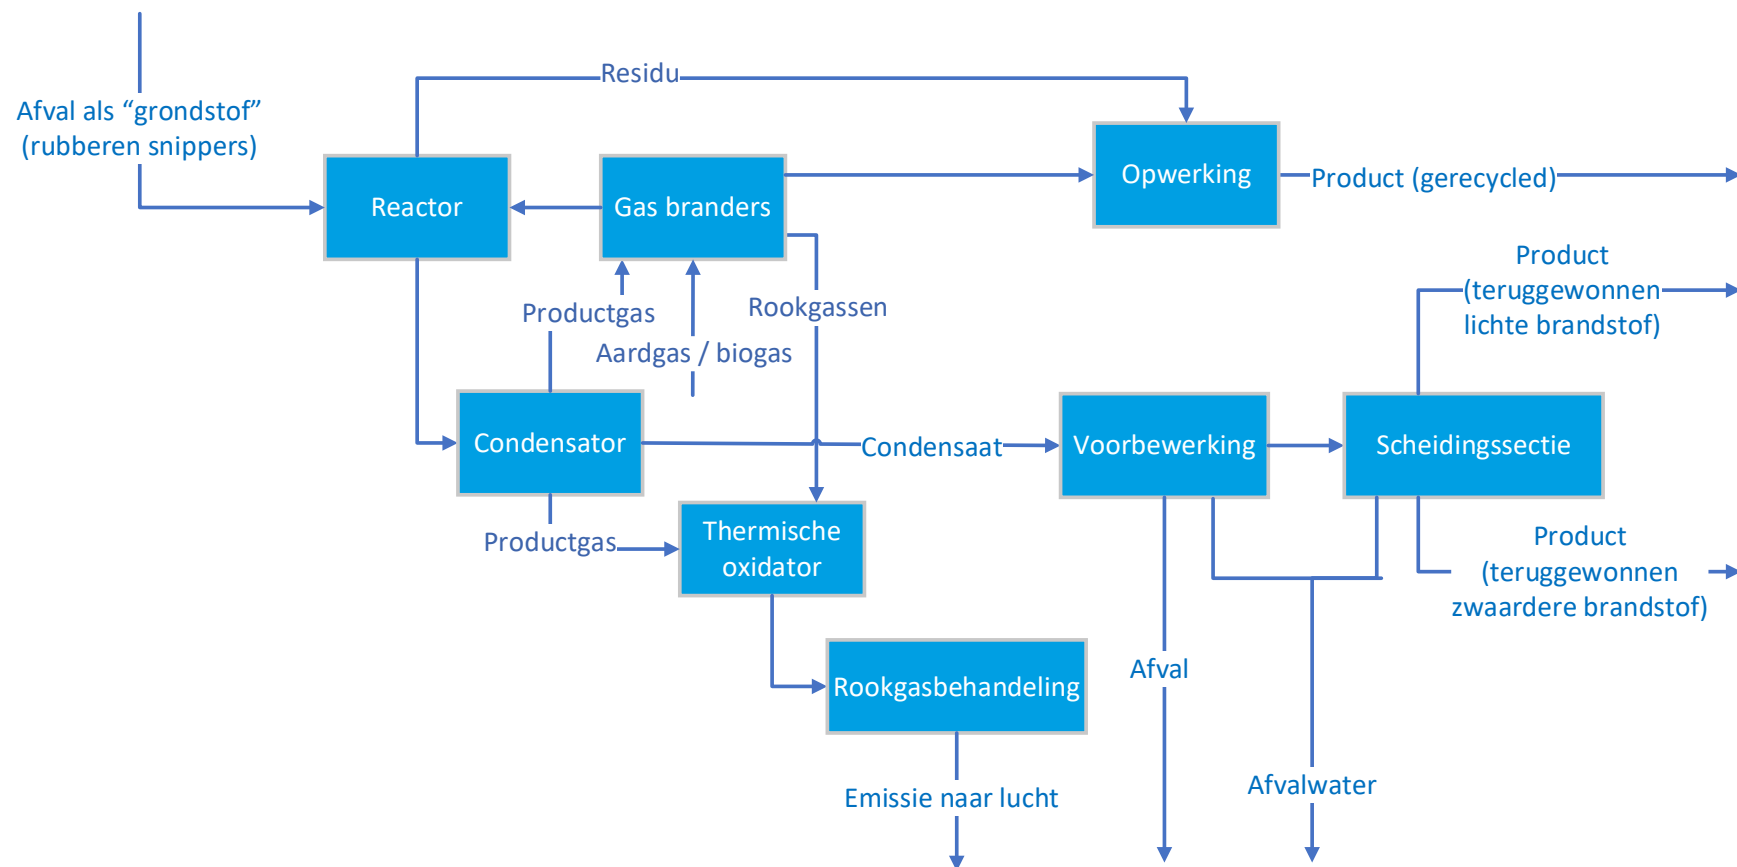 Residu
Afval als “grondstof”
(rubberen snippers)
Reactor
Gas branders
Opwerking
Product (gerecycled)
Product
(teruggewonnen
lichte brandstof)
Productgas
Rookgassen
Aardgas / biogas
Condensator
Condensaat
Voorbewerking
Scheidingssectie
Productgas
Thermische
oxidator
Product
(teruggewonnen
zwaardere brandstof)
Rookgasbehandeling
Afval
Emissie naar lucht
Afvalwater